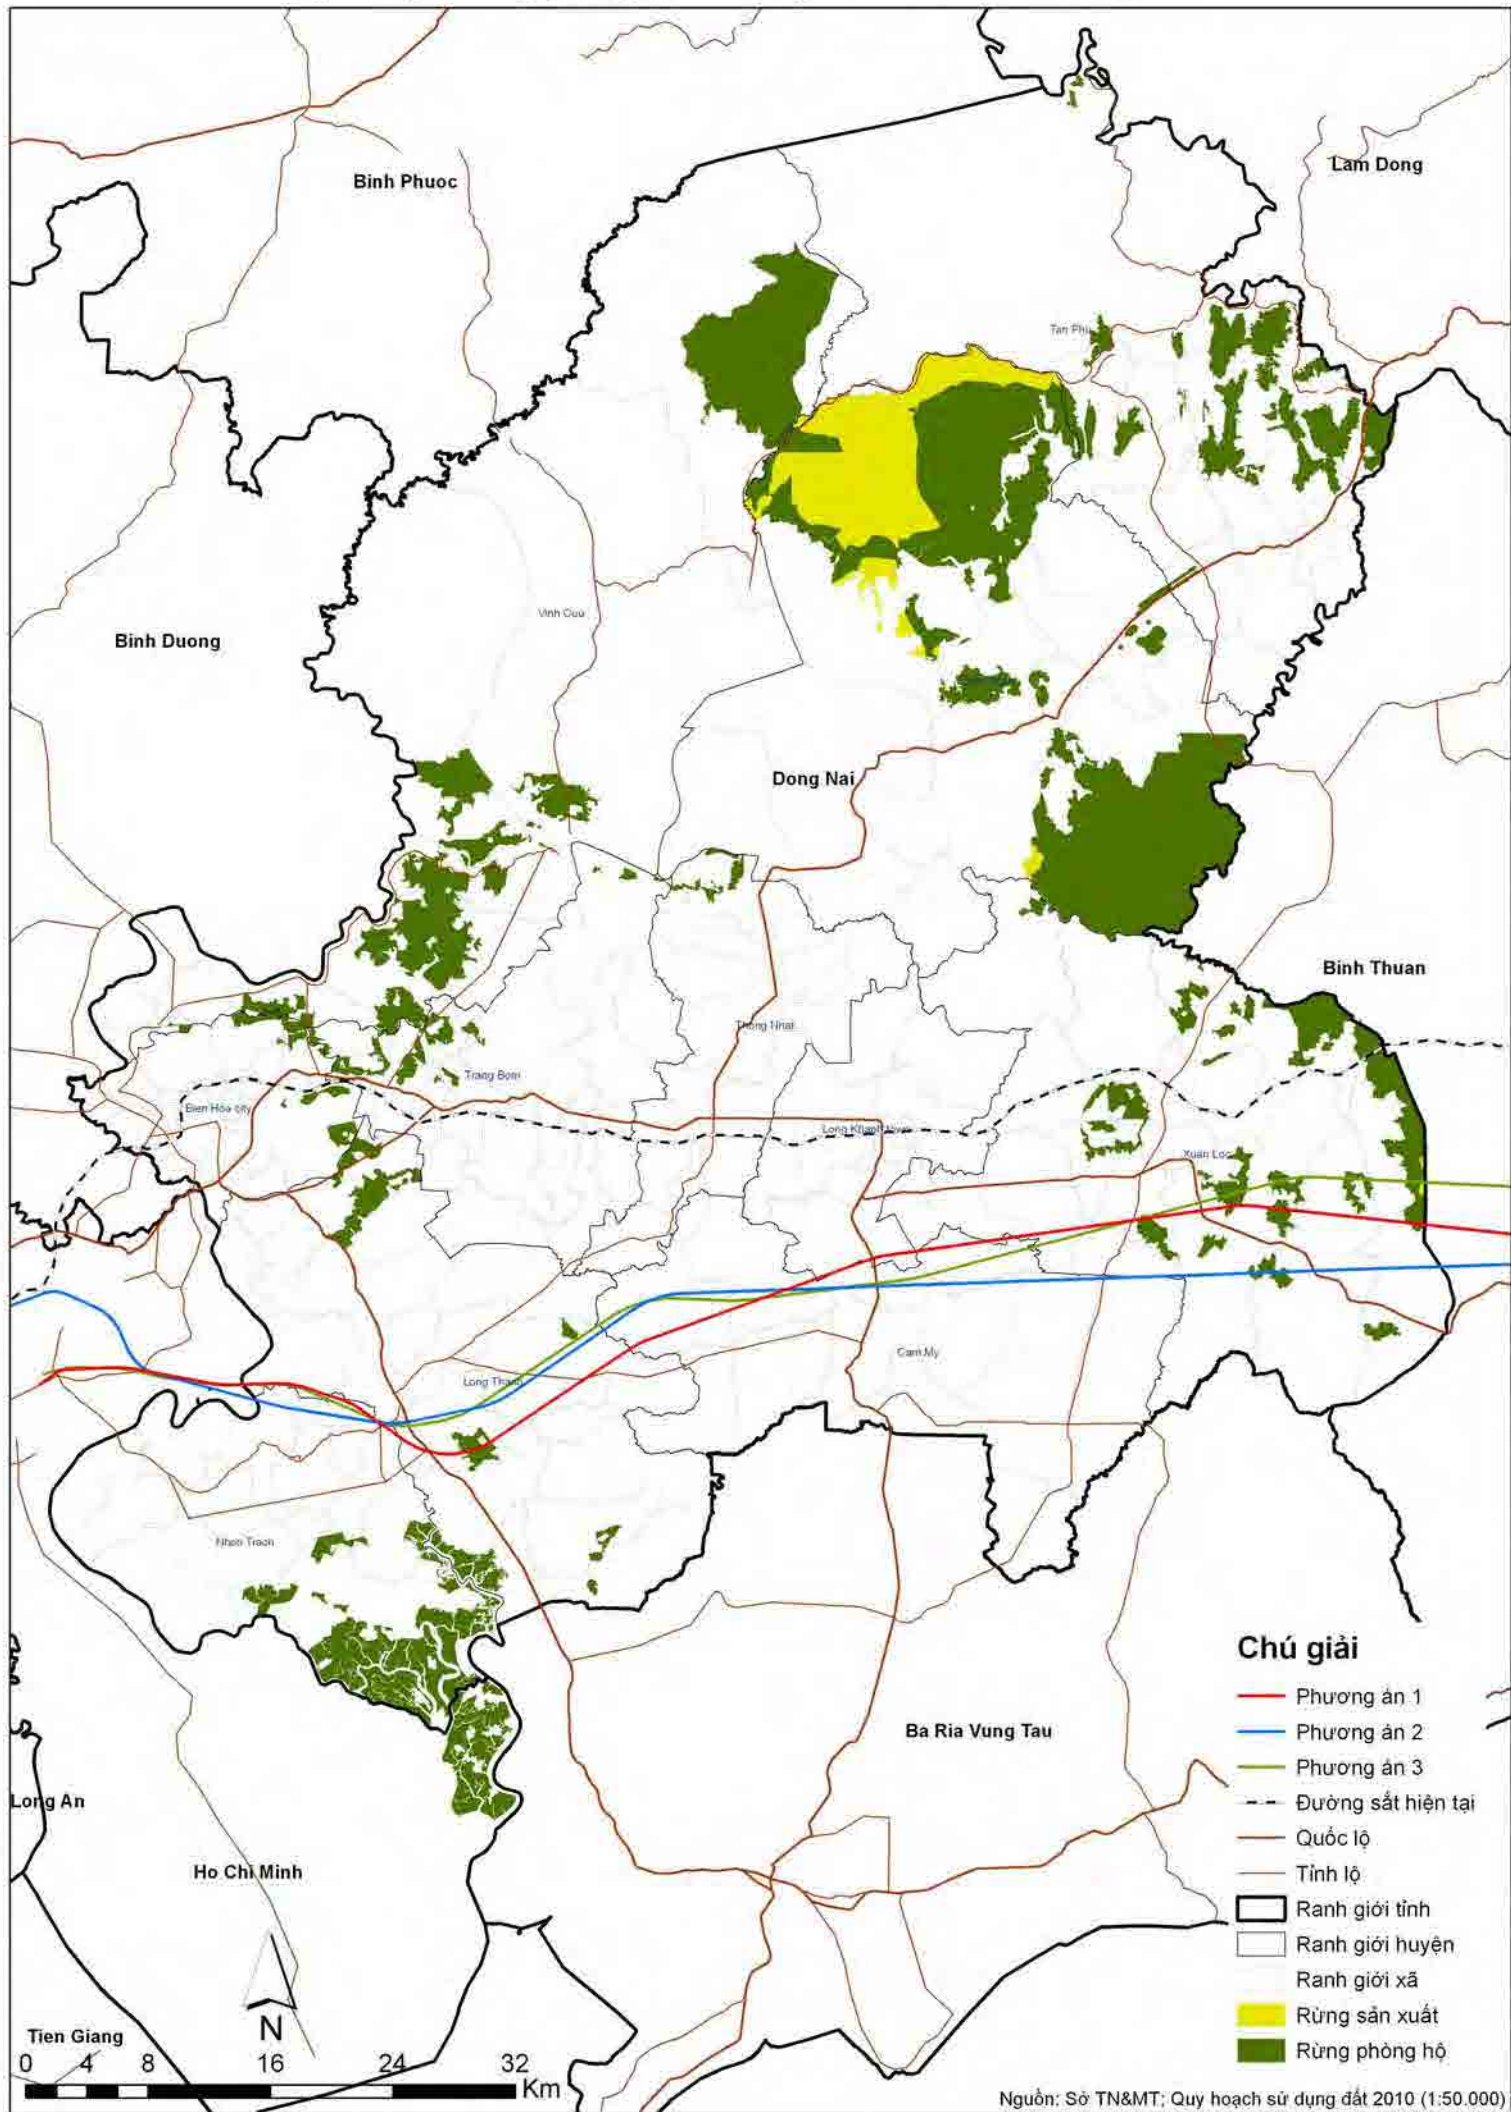 Binh Phuoc
Lam Dong
Tan Phu
Vinh Cuu
Binh Duong
Dong Nai
Binh Thuan
Thong Nhat
Trang Bom
Bien Hoa city
Long Khanh
Xuan Loc
Cam My
Long Thanh
Nhon Trach
Ba Ria Vung Tau
Long An
Ho Chi Minh
Tien Giang
N
0 4 8 16 24 32
Km
Chú giải
Phương án 1
Phương án 2
Phương án 3
Đường sắt hiện tại
Quốc lộ
Tỉnh lộ
Ranh giới tỉnh
Ranh giới huyện
Ranh giới xã
Rừng sản xuất
Rừng phòng hộ
Nguồn: Sở TN&MT; Quy hoạch sử dụng đất 2010 (1:50.000)